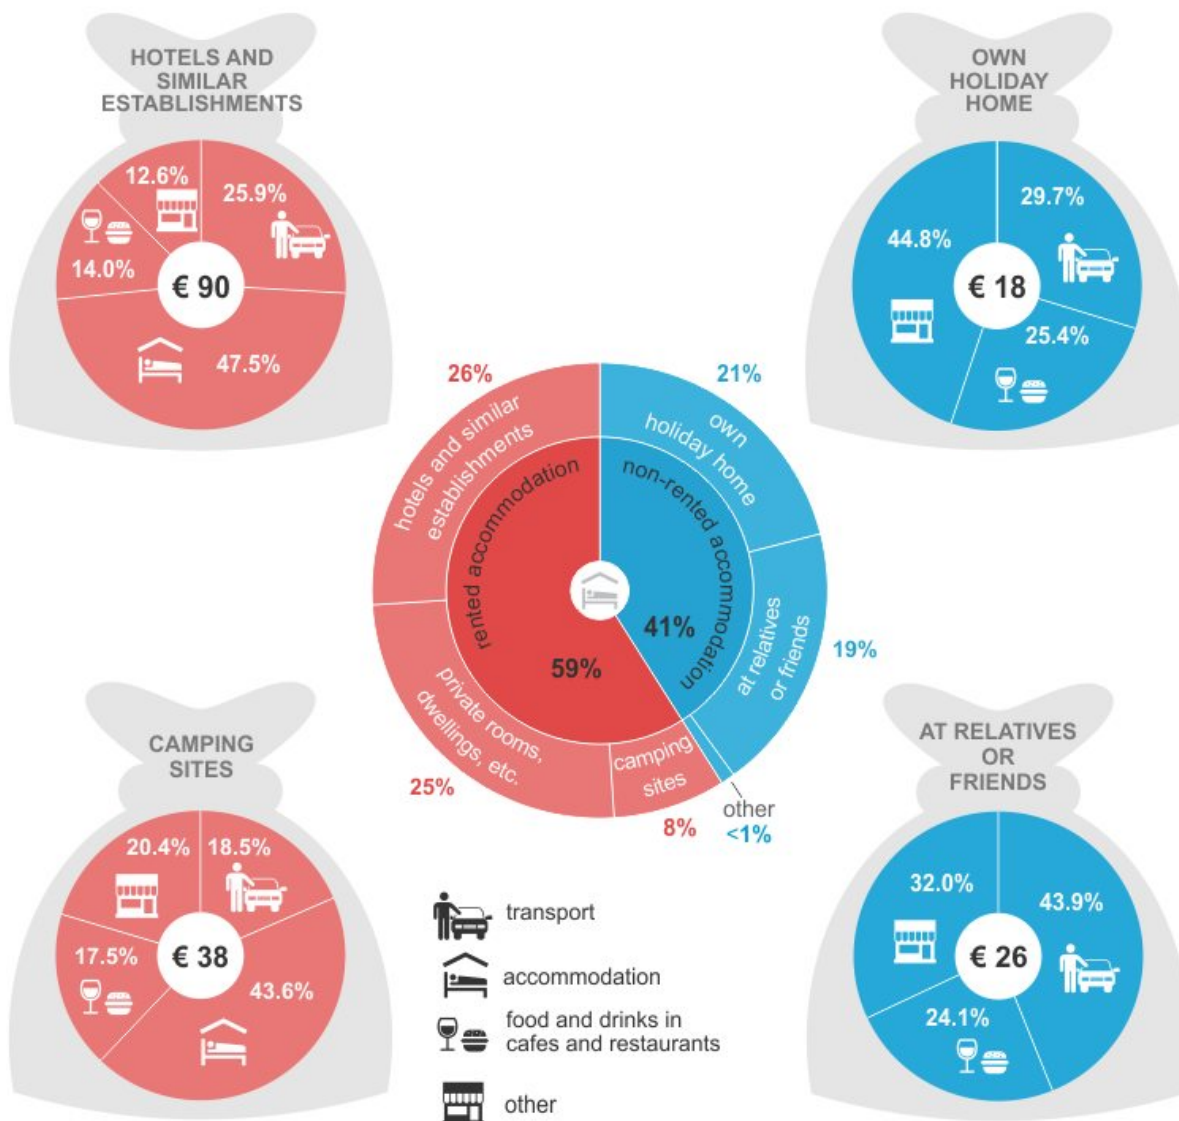 HOTELS AND
SIMILAR
ESTABLISHMENTS
12.6%
25.9%
14.0%
€ 90
47.5%
OWN
HOLIDAY
HOME
29.7%
44.8%
€ 18
25.4%
26%
21%
hotels and similar
establishments
own
holiday home
rented accommodation
non-rented accommodation
41%
59%
at relatives
or friends
19%
private rooms,
dwellings, etc.
25%
camping
sites
8%
other
<1%
CAMPING
SITES
20.4%
18.5%
17.5%
€ 38
43.6%
transport
accommodation
food and drinks in
cafes and restaurants
other
AT RELATIVES
OR
FRIENDS
32.0%
43.9%
€ 26
24.1%